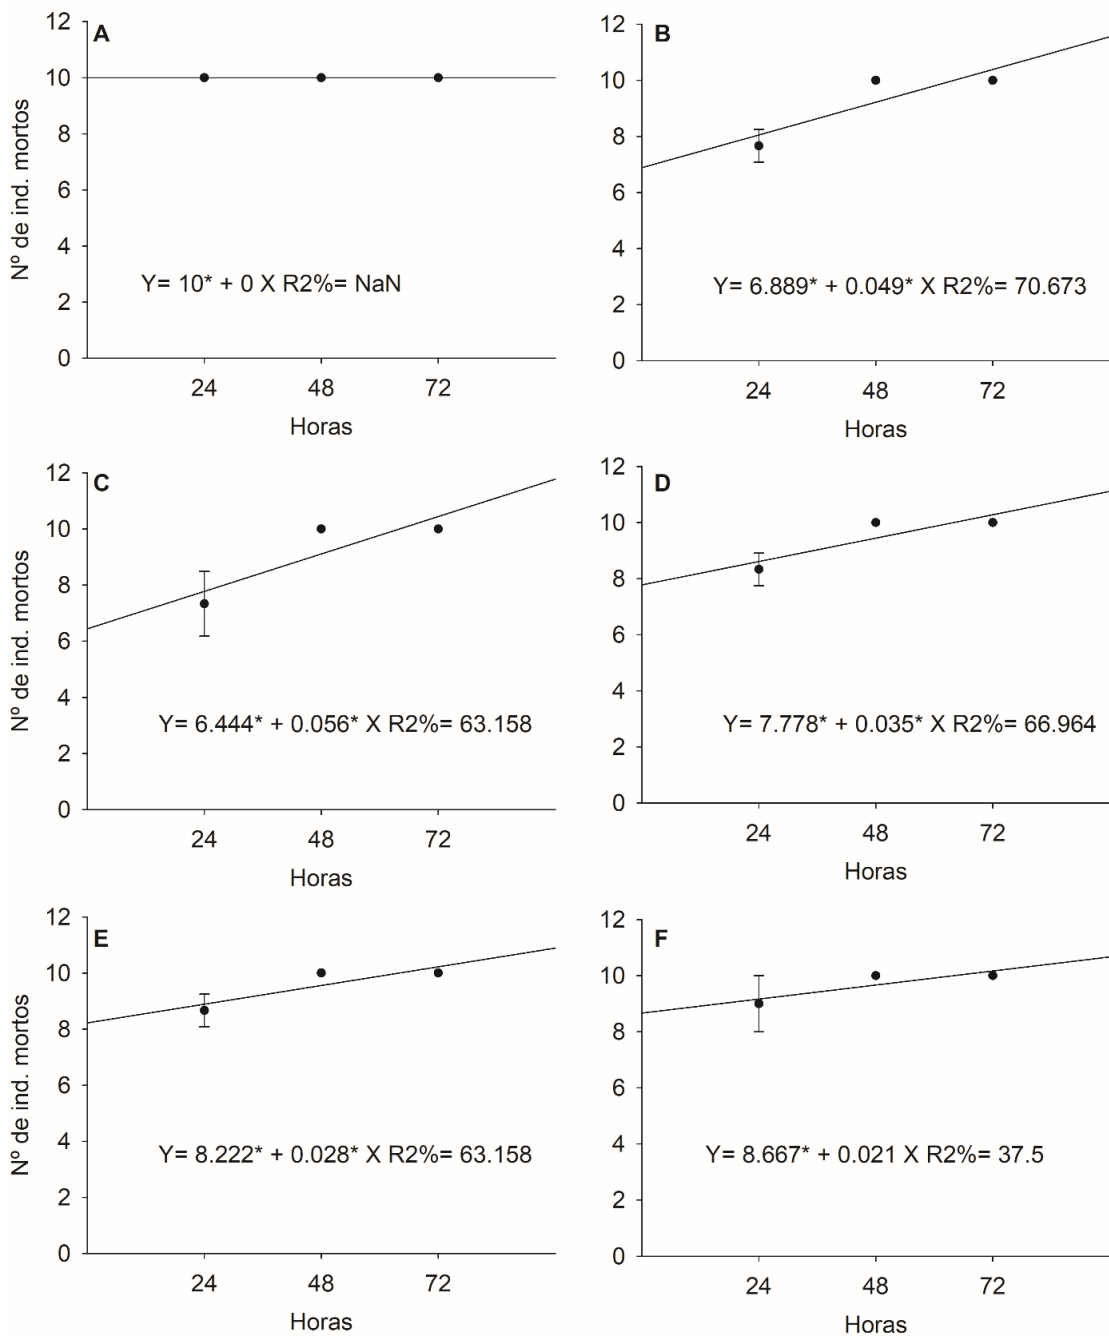 A
12
10
8
6
4
2
0
Nº de ind. mortos
Y= 10* + 0 X R2%= NaN
24 48 72
Horas
B
12
10
8
6
4
2
0
Y= 6.889* + 0.049* X R2%= 70.673
24 48 72
Horas
C
12
10
8
6
4
2
0
Nº de ind. mortos
Y= 6.444* + 0.056* X R2%= 63.158
24 48 72
Horas
D
12
10
8
6
4
2
0
Y= 7.778* + 0.035* X R2%= 66.964
24 48 72
Horas
E
12
10
8
6
4
2
0
Nº de ind. mortos
Y= 8.222* + 0.028* X R2%= 63.158
24 48 72
Horas
F
12
10
8
6
4
2
0
Y= 8.667* + 0.021 X R2%= 37.5
24 48 72
Horas